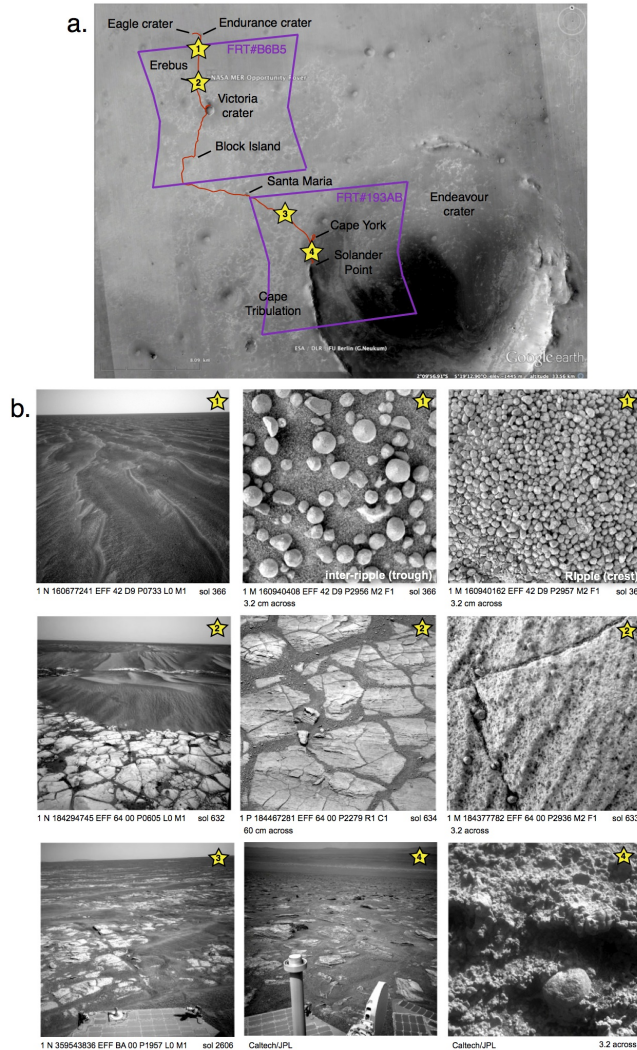 a.
Eagle crater
Endurance crater
1
FRT#B6B5
Erebus
2
NASA MER Opportunity Rover
Victoria
crater
Block Island
Santa Maria
FRT#193AB
Endeavour
crater
3
Cape York
4
Solander
Point
Cape
Tribulation
ESA / DLR / FU Berlin (G.Neukum)
Google earth
b.
1
1
1
inter-ripple (trough)
Ripple (crest)
1 N 160677241 EFF 42 D9 P0733 L0 M1 sol 366
1 M 160940408 EFF 42 D9 P2956 M2 F1 sol 366
3.2 cm across
1 M 160940162 EFF 42 D9 P2957 M2 F1 sol 36
3.2 cm across
2
2
2
1 N 184294745 EFF 64 00 P0605 L0 M1 sol 632
1 P 184467281 EFF 64 00 P2279 R1 C1 sol 634
60 cm across
1 M 184377782 EFF 64 00 P2936 M2 F1 sol 633
3.2 across
3
4
4
1 N 359543836 EFF BA 00 P1957 L0 M1 sol 2606
Caltech/JPL
Caltech/JPL 3.2 across